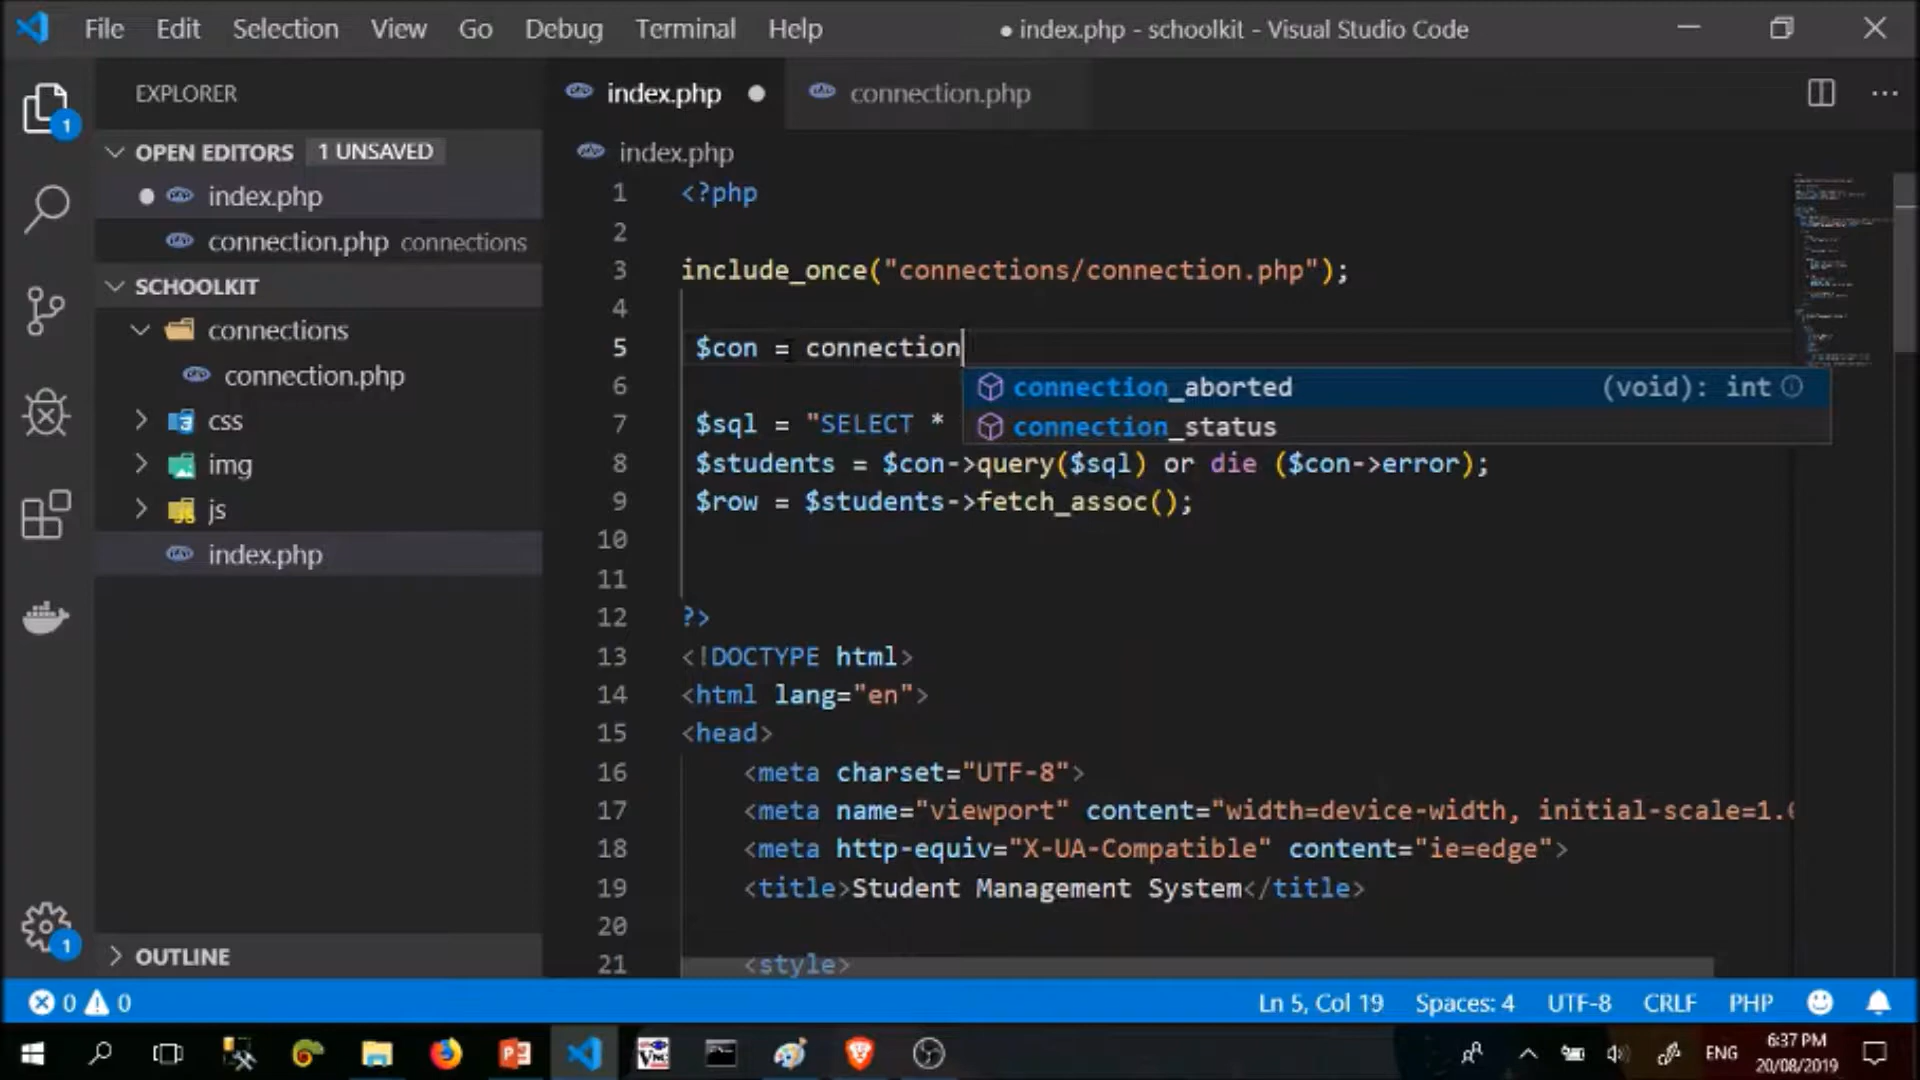 File Edit Selection View Go Debug Terminal Help
● index.php - schoolkit - Visual Studio Code
EXPLORER
OPEN EDITORS 1 UNSAVED
index.php
connection.php connections
SCHOOLKIT
connections
connection.php
css
img
js
index.php
OUTLINE
1
1
index.php
connection.php
index.php
1 <?php
2
3 include_once("connections/connection.php");
4
5 $con = connection
6
7 $sql = "SELECT *
8 $students = $con->query($sql) or die ($con->error);
9 $row = $students->fetch_assoc();
10
11
12 ?>
13 <!DOCTYPE html>
14 <html lang="en">
15 <head>
16 <meta charset="UTF-8">
17 <meta name="viewport" content="width=device-width, initial-scale=1.
18 <meta http-equiv="X-UA-Compatible" content="ie=edge">
19 <title>Student Management System</title>
20
21 <style>
connection_aborted (void): int
connection_status
0 0
Ln 5, Col 19 Spaces: 4 UTF-8 CRLF PHP
ENG
6:37 PM
20/08/2019